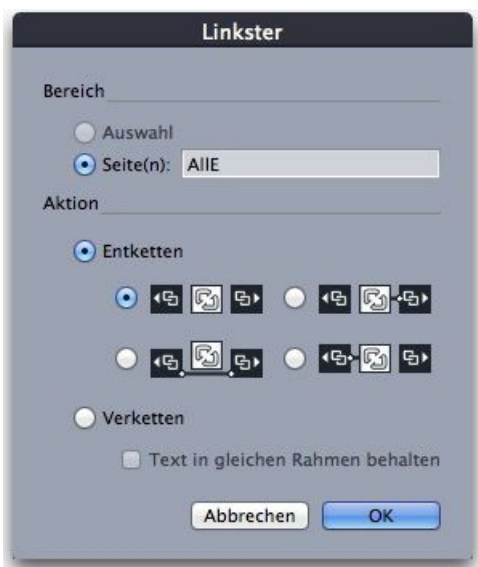 Linkster
Bereich
Auswahl
Seite(n): AllE
Aktion
Entketten
Verketten
Text in gleichen Rahmen behalten
Abbrechen OK